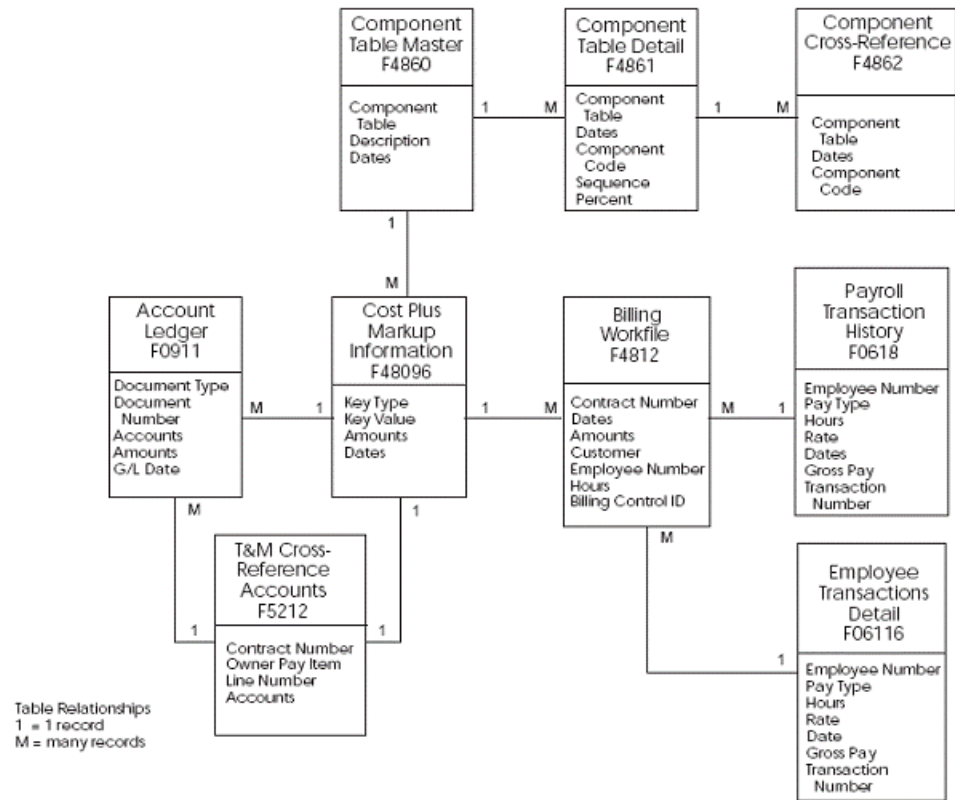 Component
Table Master
F4860
Component
Table
Description
Dates
1
M
Component
Table Detail
F4861
Component
Table
Dates
Component
Code
Sequence
Percent
1
M
Component
Cross-Reference
F4862
Component
Table
Dates
Component
Code
1
M
Account
Ledger
F0911
Document Type
Document
Number
Accounts
Amounts
G/L Date
M
1
Cost Plus
Markup
Information
F48096
Key Type
Key Value
Amounts
Dates
1
M
Billing
Workfile
F4812
Contract Number
Dates
Amounts
Customer
Employee Number
Hours
Billing Control ID
M
1
Payroll
Transaction
History
F0618
Employee Number
Pay Type
Hours
Rate
Dates
Gross Pay
Transaction
Number
M
1
T&M Cross-
Reference
Accounts
F5212
Contract Number
Owner Pay Item
Line Number
Accounts
1
1
M
1
Employee
Transactions
Detail
F06116
Employee Number
Pay Type
Hours
Rate
Date
Gross Pay
Transaction
Number
Table Relationships
1 = 1 record
M = many records